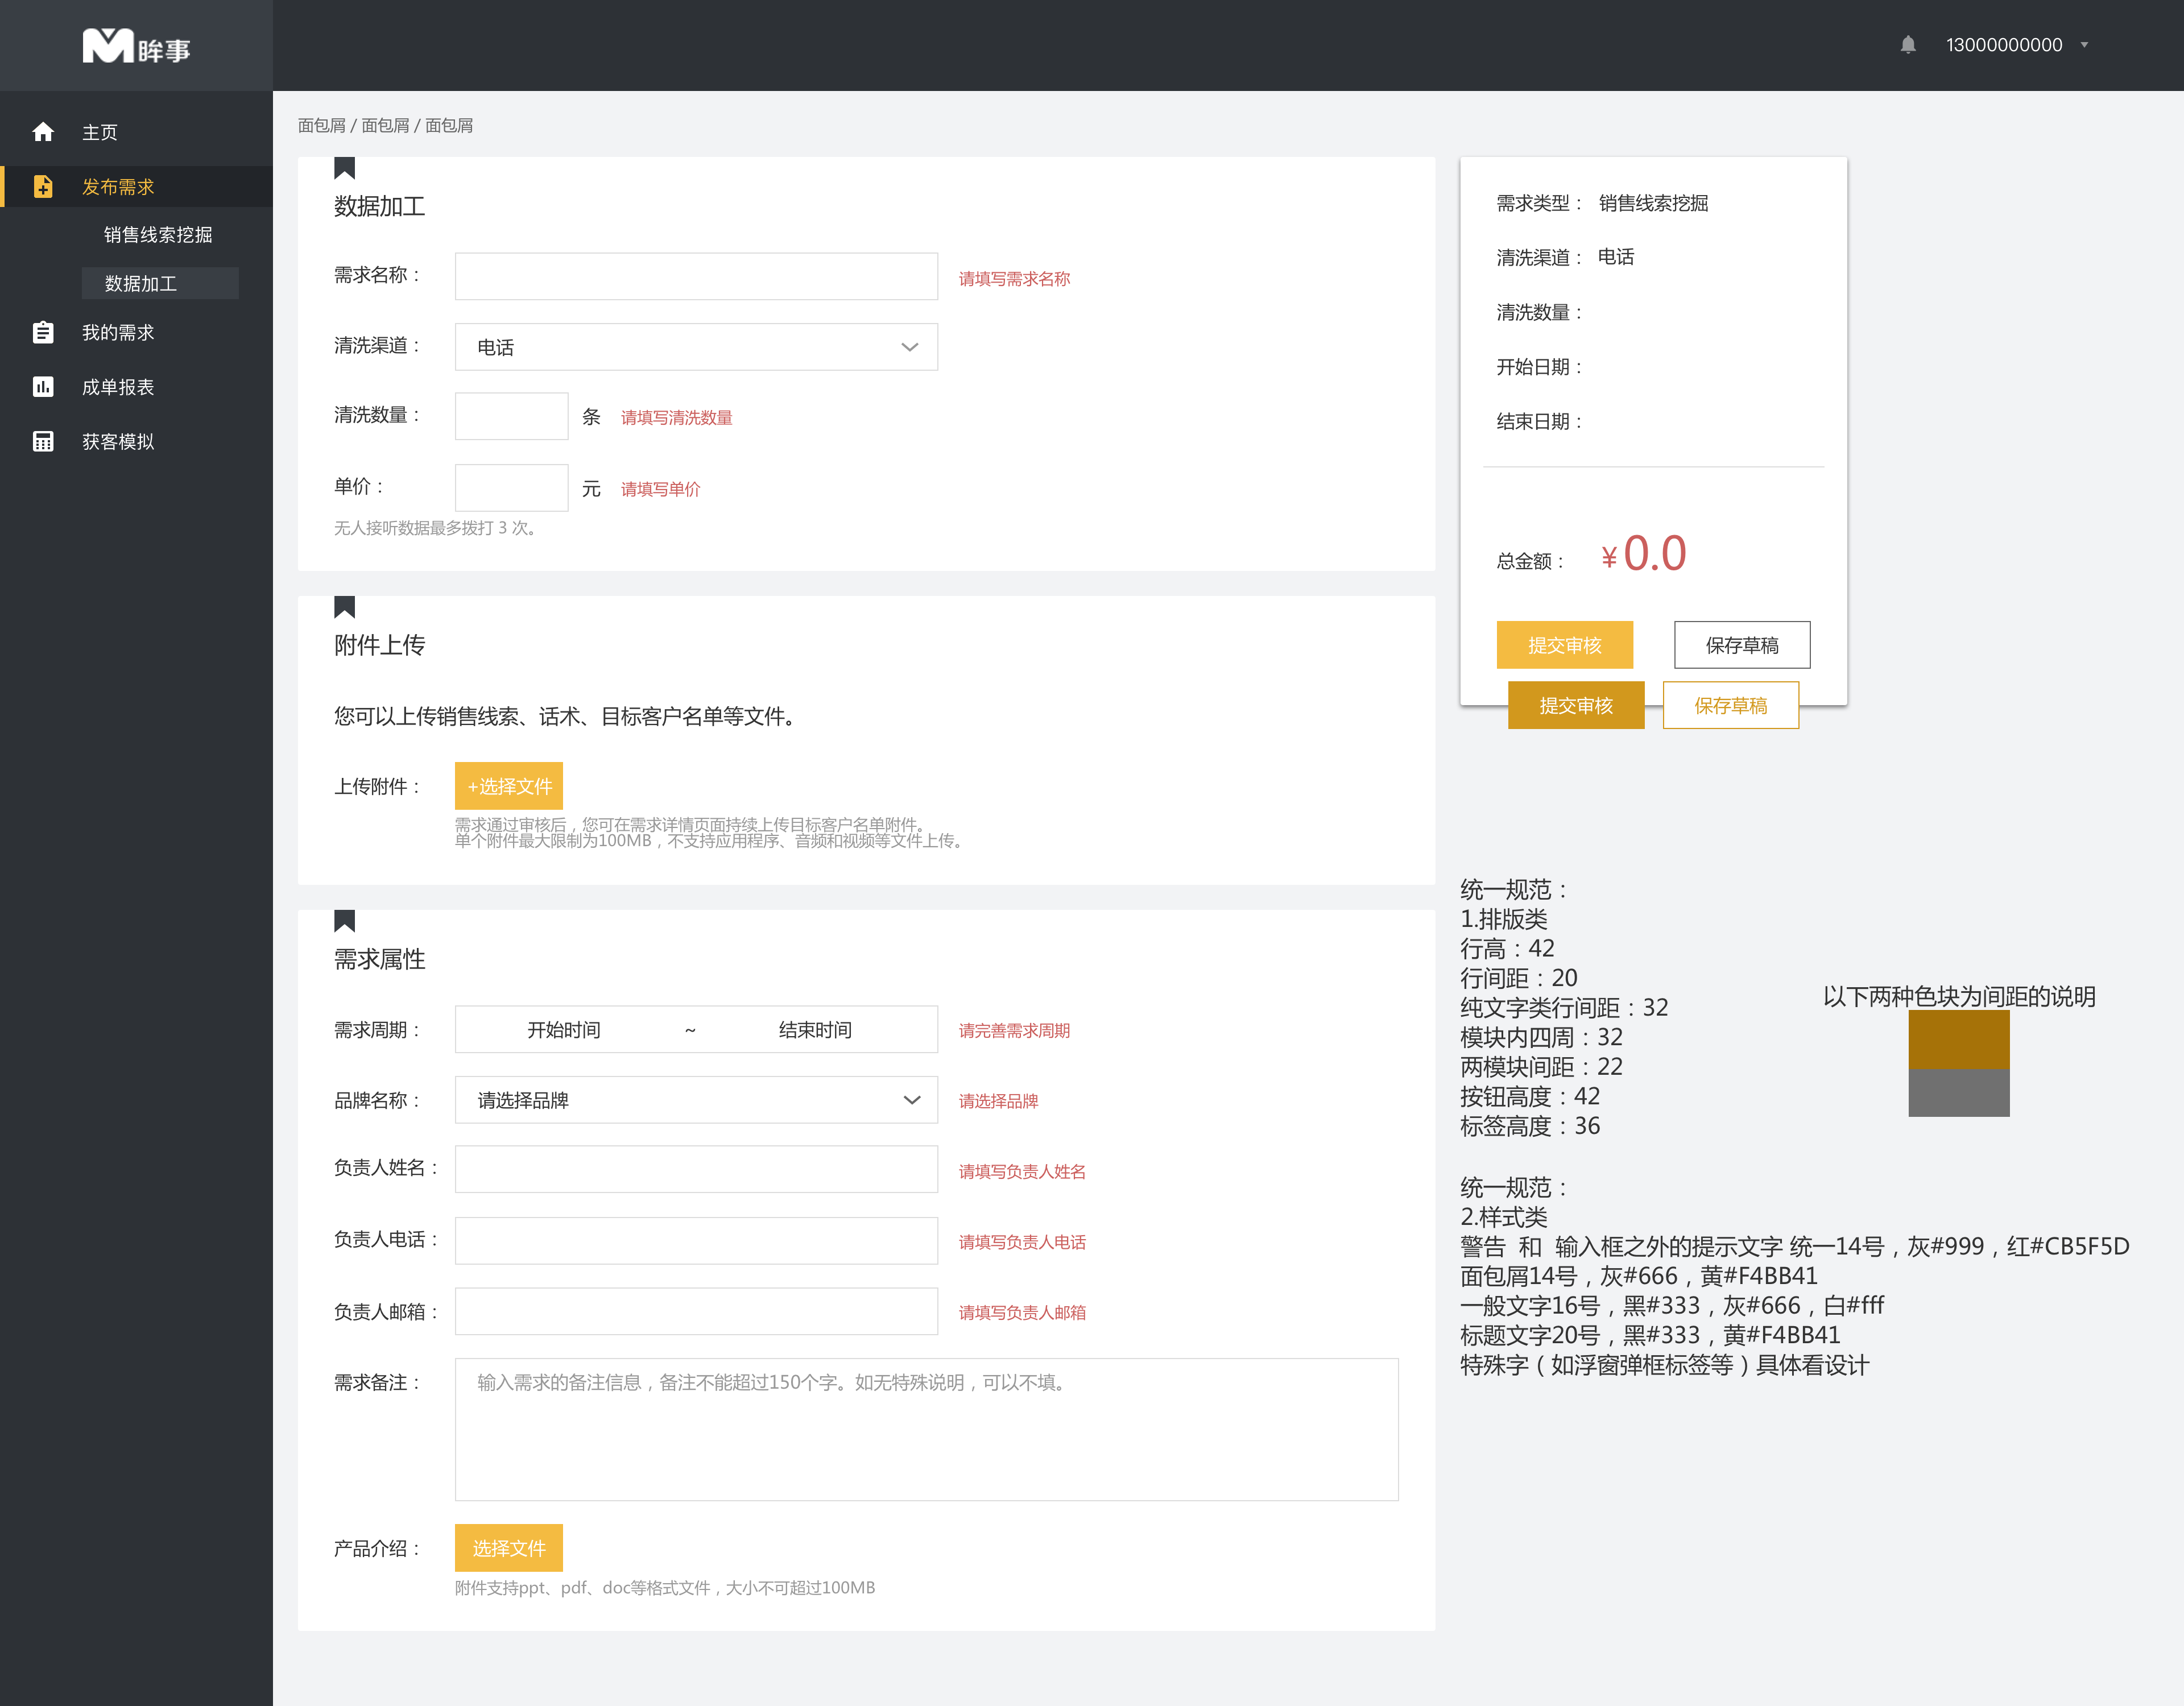 眸事
13000000000
主页
发布需求
销售线索挖掘
数据加工
我的需求
成单报表
获客模拟
面包屑 / 面包屑 / 面包屑
数据加工
需求名称：
请填写需求名称
清洗渠道：
电话
清洗数量：
条
请填写清洗数量
单价：
元
请填写单价
无人接听数据最多拨打 3 次。
附件上传
您可以上传销售线索、话术、目标客户名单等文件。
上传附件：
+选择文件
需求通过审核后，您可在需求详情页面持续上传目标客户名单附件。
单个附件最大限制为100MB，不支持应用程序、音频和视频等文件上传。
需求属性
需求周期：
开始时间 ~ 结束时间
请完善需求周期
品牌名称：
请选择品牌
请选择品牌
负责人姓名：
请填写负责人姓名
负责人电话：
请填写负责人电话
负责人邮箱：
请填写负责人邮箱
需求备注：
输入需求的备注信息，备注不能超过150个字。如无特殊说明，可以不填。
产品介绍：
选择文件
附件支持ppt、pdf、doc等格式文件，大小不可超过100MB
需求类型： 销售线索挖掘
清洗渠道： 电话
清洗数量：
开始日期：
结束日期：
总金额： ¥0.0
提交审核
保存草稿
提交审核
保存草稿
统一规范：
1.排版类
行高：42
行间距：20
纯文字类行间距：32
模块内四周：32
两模块间距：22
按钮高度：42
标签高度：36
以下两种色块为间距的说明
统一规范：
2.样式类
警告 和 输入框之外的提示文字 统一14号，灰#999，红#CB5F5D
面包屑14号，灰#666，黄#F4BB41
一般文字16号，黑#333，灰#666，白#fff
标题文字20号，黑#333，黄#F4BB41
特殊字（如浮窗弹框标签等）具体看设计